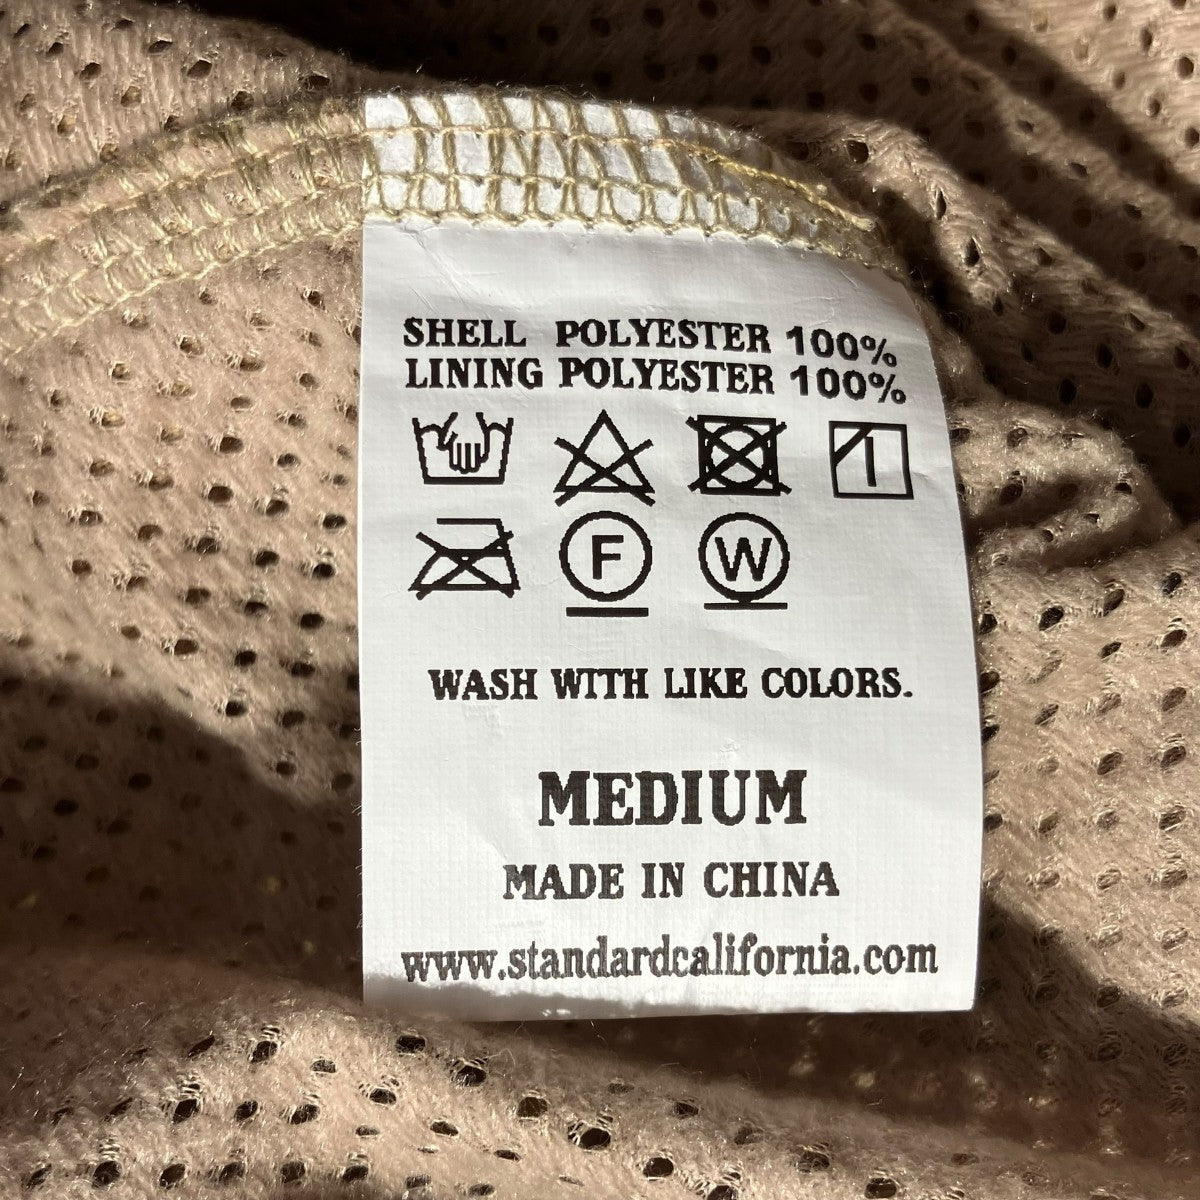 SHELL POLYESTER 100%
LINING POLYESTER 100%
F W
WASH WITH LIKE COLORS.
MEDIUM
MADE IN CHINA
www.standardcalifornia.com